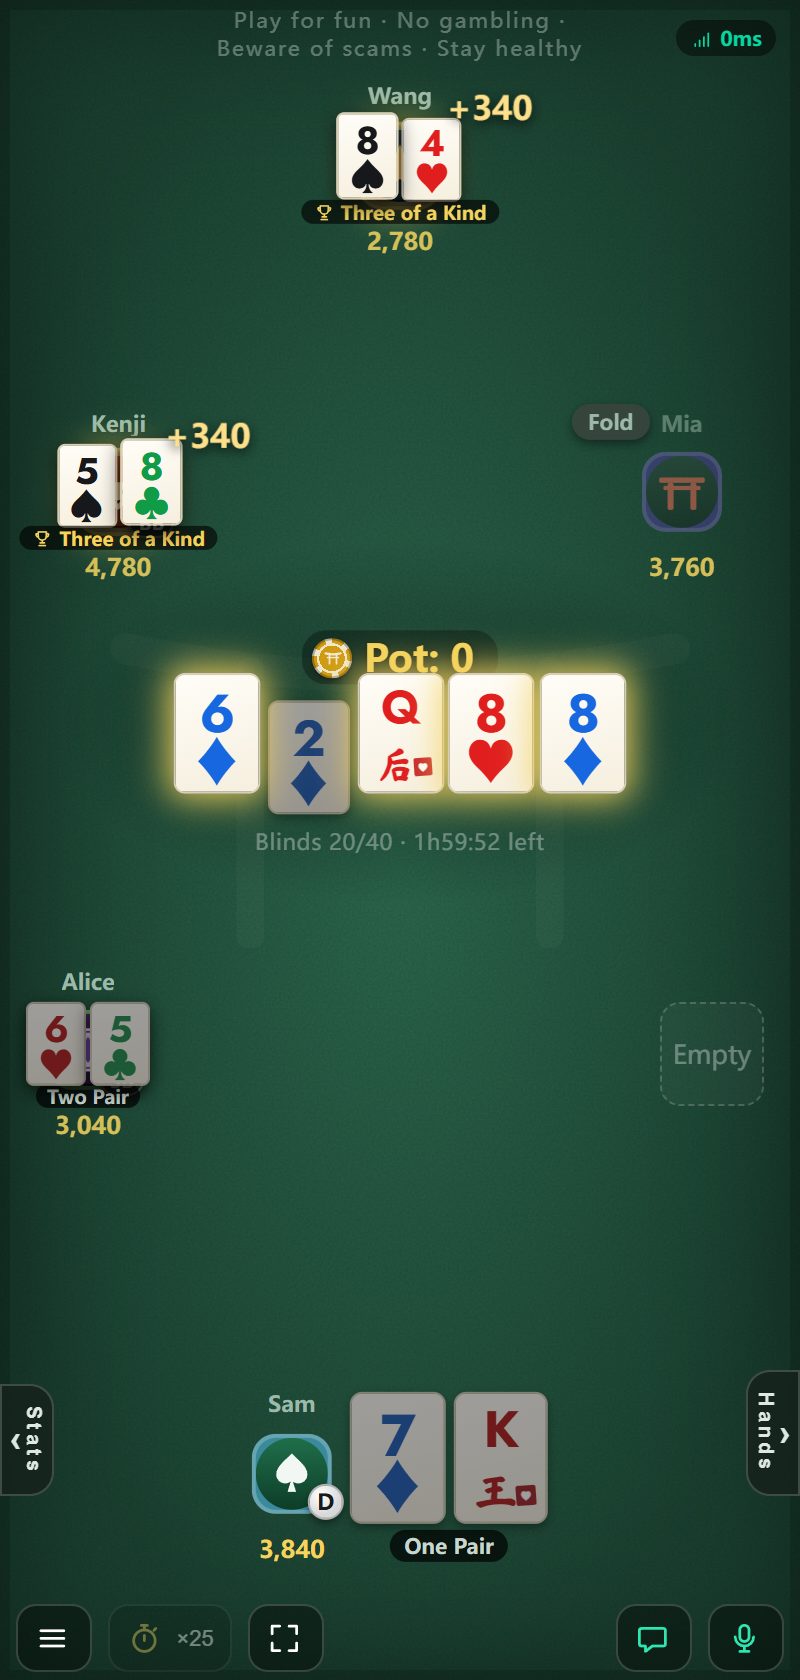 Play for fun · No gambling ·
Beware of scams · Stay healthy
0ms
Wang
+340
8 4
Three of a Kind
2,780
Kenji
+340
5 8
Three of a Kind
4,780
Fold Mia
3,760
Pot: 0
6 2 Q 8 8
后
Blinds 20/40 · 1h59:52 left
Alice
6 5
Two Pair
3,040
Empty
Stats
Hands
Sam
7 K
王
D
3,840
One Pair
×25